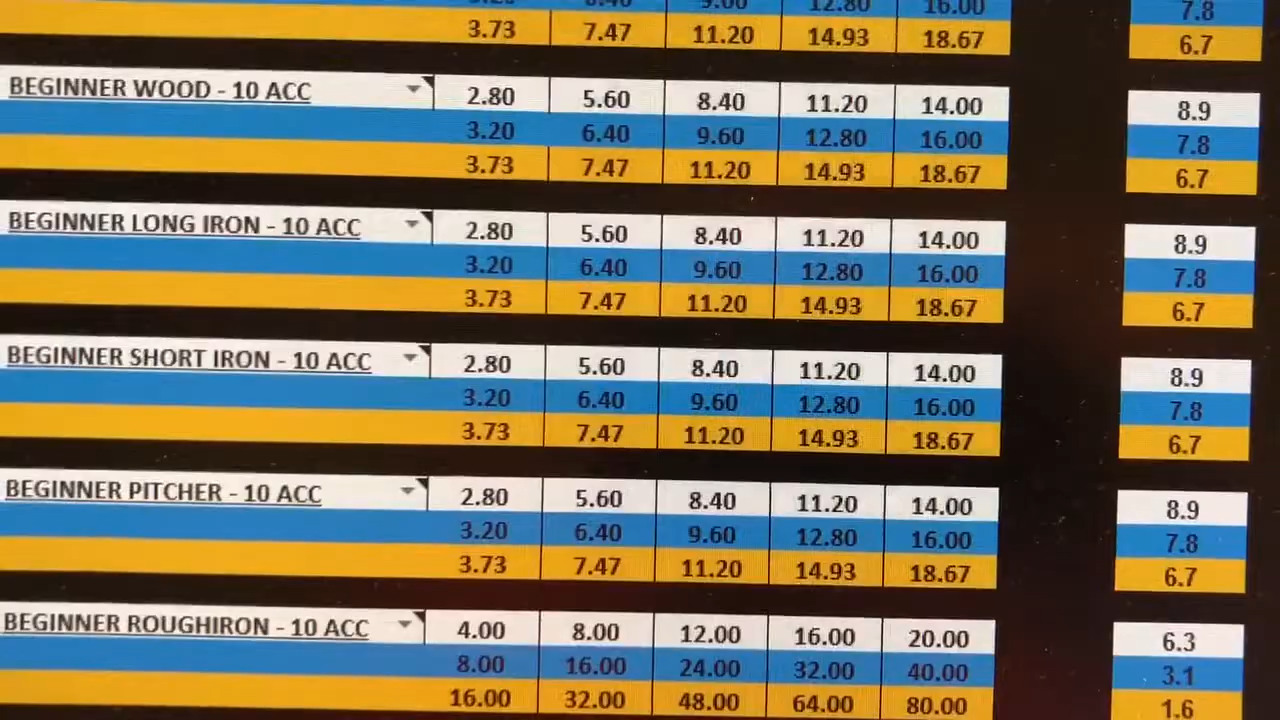 3.20 6.40 9.60 12.80 16.00 7.8
3.73 7.47 11.20 14.93 18.67 6.7
BEGINNER WOOD - 10 ACC 2.80 5.60 8.40 11.20 14.00 8.9
3.20 6.40 9.60 12.80 16.00 7.8
3.73 7.47 11.20 14.93 18.67 6.7
BEGINNER LONG IRON - 10 ACC 2.80 5.60 8.40 11.20 14.00 8.9
3.20 6.40 9.60 12.80 16.00 7.8
3.73 7.47 11.20 14.93 18.67 6.7
BEGINNER SHORT IRON - 10 ACC 2.80 5.60 8.40 11.20 14.00 8.9
3.20 6.40 9.60 12.80 16.00 7.8
3.73 7.47 11.20 14.93 18.67 6.7
BEGINNER PITCHER - 10 ACC 2.80 5.60 8.40 11.20 14.00 8.9
3.20 6.40 9.60 12.80 16.00 7.8
3.73 7.47 11.20 14.93 18.67 6.7
BEGINNER ROUGHIRON - 10 ACC 4.00 8.00 12.00 16.00 20.00 6.3
8.00 16.00 24.00 32.00 40.00 3.1
16.00 32.00 48.00 64.00 80.00 1.6